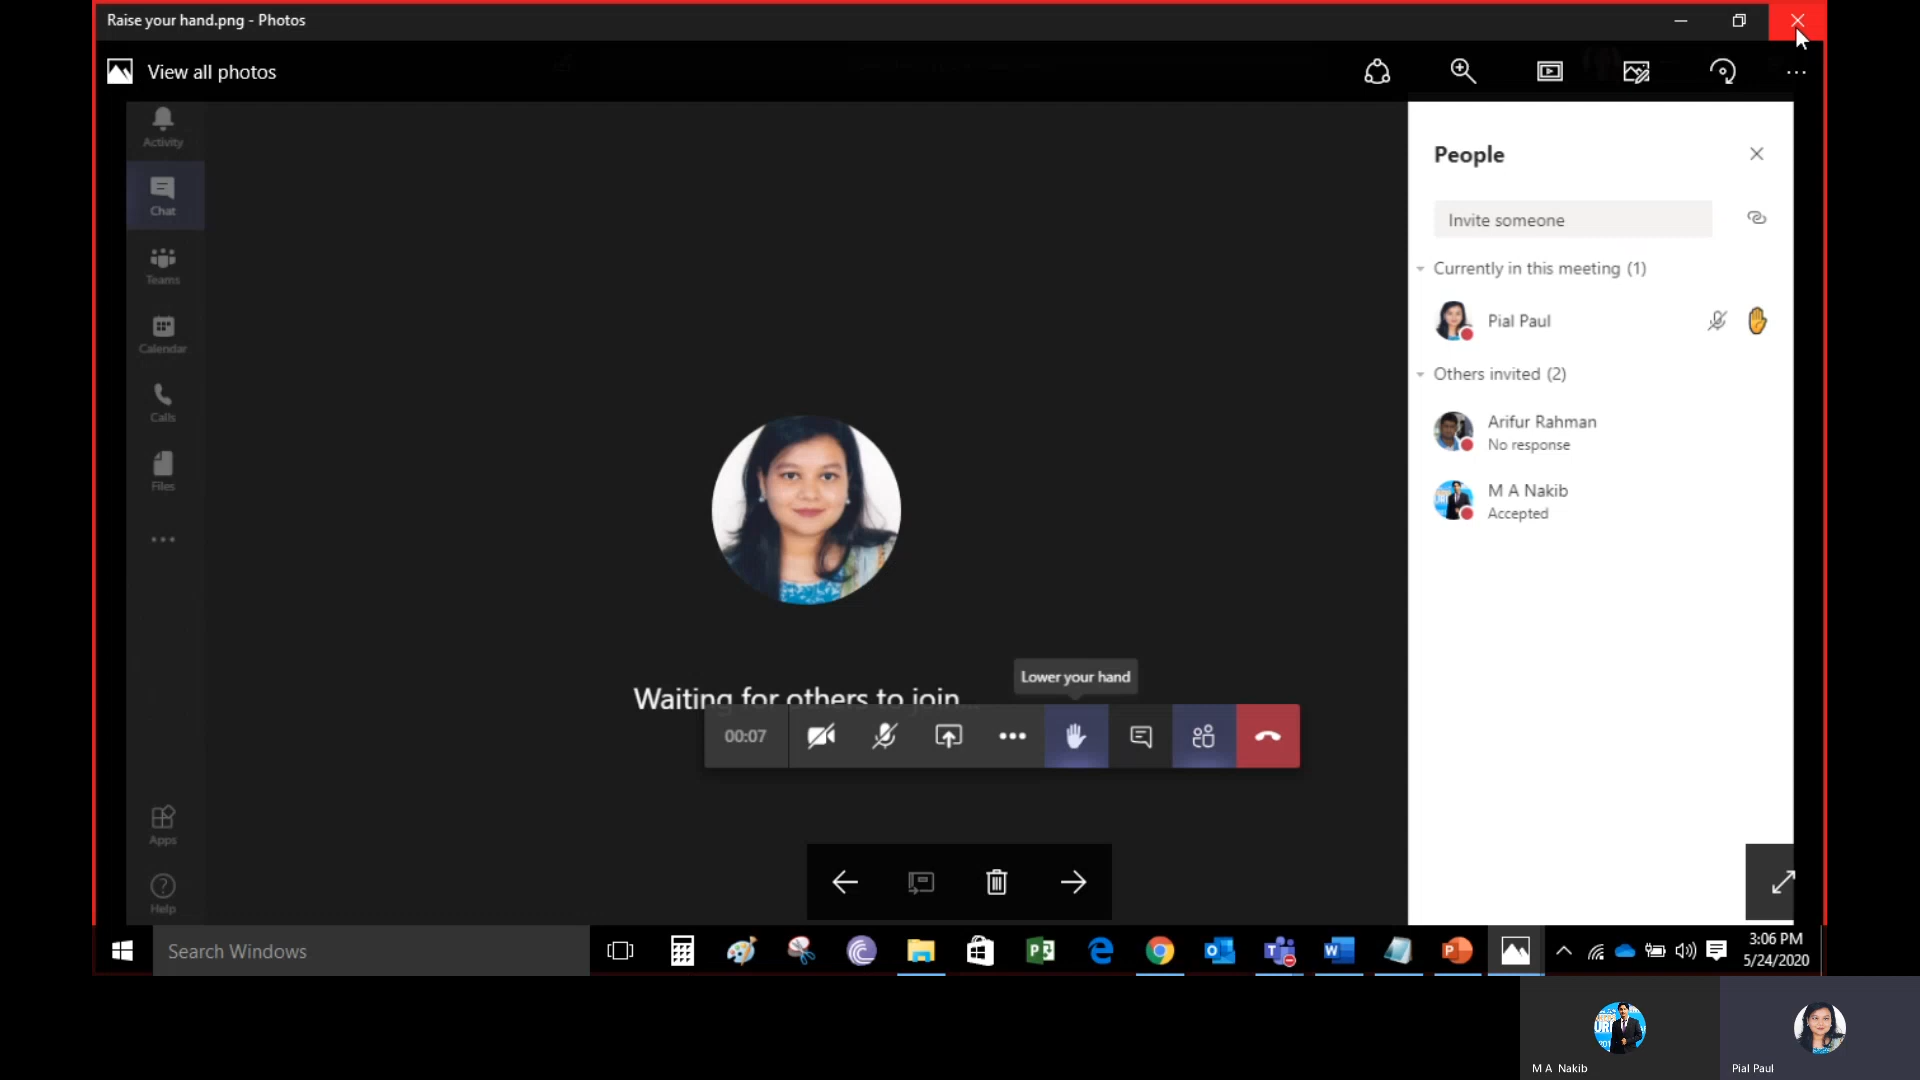 Raise your hand.png - Photos
View all photos
Activity
Chat
Teams
Calendar
Calls
Files
Apps
Help
Waiting for others to join...
Lower your hand
00:07
People
Invite someone
Currently in this meeting (1)
Pial Paul
Others invited (2)
Arifur Rahman
No response
M A Nakib
Accepted
Search Windows
3:06 PM
5/24/2020
M A Nakib
Pial Paul